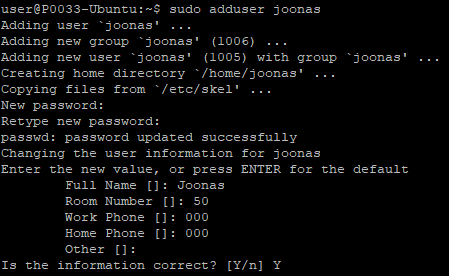 user@P0033-Ubuntu:~$ sudo adduser joonas
Adding user `joonas' ...
Adding new group `joonas' (1006) ...
Adding new user `joonas' (1005) with group `joonas' ...
Creating home directory `/home/joonas' ...
Copying files from `/etc/skel' ...
New password:
Retype new password:
passwd: password updated successfully
Changing the user information for joonas
Enter the new value, or press ENTER for the default
        Full Name []: Joonas
        Room Number []: 50
        Work Phone []: 000
        Home Phone []: 000
        Other []:
Is the information correct? [Y/n] Y